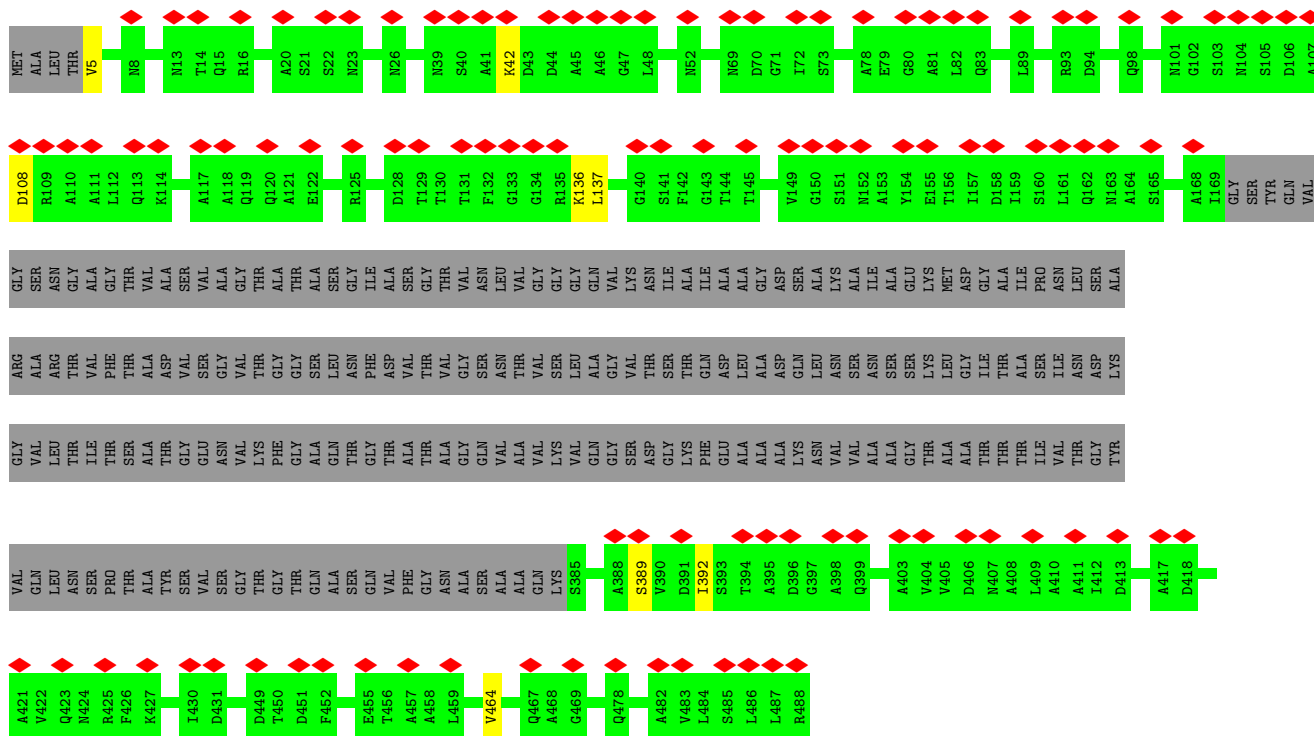 MET ALA LEU THR V5 N8 N13 T14 Q15 R16 A20 S21 S22 N23 N26 N39 S40 A41 K42 D43 D44 A45 A46 G47 L48 N52 N69 D70 G71 I72 S73 A78 E79 G80 A81 L82 Q83 L89 R93 D94 Q98 N101 G102 S103 N104 S105 D106 A107
D108 R109 A110 A111 L112 Q113 K114 A117 A118 Q119 Q120 A121 E122 R125 D128 T129 T130 T131 F132 G133 G134 R135 K136 L137 G140 S141 F142 G143 T144 T145 V149 G150 S151 N152 A153 Y154 E155 T156 I157 D158 I159 S160 L161 Q162 N163 A164 S165 A168 I169 GLY SER TYR GLN VAL
GLY SER ASN GLY ALA GLY THR VAL ALA SER VAL ALA GLY THR ALA THR ALA SER GLY ILE ALA SER GLY THR VAL ASN LEU VAL GLY GLY GLY GLN VAL LYS ASN ILE ALA ILE ALA ALA GLY ASP SER ALA LYS ALA ILE ALA GLU LYS MET ASP GLY ALA ILE PRO ASN LEU SER ALA
ARG ALA ARG THR VAL PHE THR ALA ASP VAL SER GLY VAL THR GLY GLY SER LEU ASN PHE ASP VAL THR VAL GLY SER ASN THR VAL SER LEU ALA GLY VAL THR SER THR GLN ASP LEU ALA ASP GLN LEU ASN SER ASN SER SER LYS LEU GLY ILE THR ALA SER ILE ASN ASP LYS
GLY VAL LEU THR ILE THR SER ALA THR GLY GLU ASN VAL LYS PHE GLY ALA GLN THR GLY THR ALA THR ALA GLY GLN VAL ALA VAL LYS VAL GLN GLY SER ASP GLY LYS PHE GLU ALA ALA ALA LYS ASN VAL VAL ALA ALA GLY THR ALA ALA THR THR THR ILE VAL THR GLY TYR
VAL GLN LEU ASN SER PRO THR ALA TYR SER VAL SER GLY THR GLY THR GLN ALA SER GLN VAL PHE GLY ASN ALA SER ALA ALA GLN LYS S385 A388 S389 V390 D391 I392 S393 T394 A395 D396 G397 A398 Q399 A403 V404 V405 D406 N407 A408 L409 A410 A411 I412 D413 A417 D418
A421 V422 Q423 N424 R425 F426 K427 I430 D431 D449 T450 D451 F452 E455 T456 A457 A458 L459 V464 Q467 A468 G469 Q478 A482 V483 L484 S485 L486 L487 R488